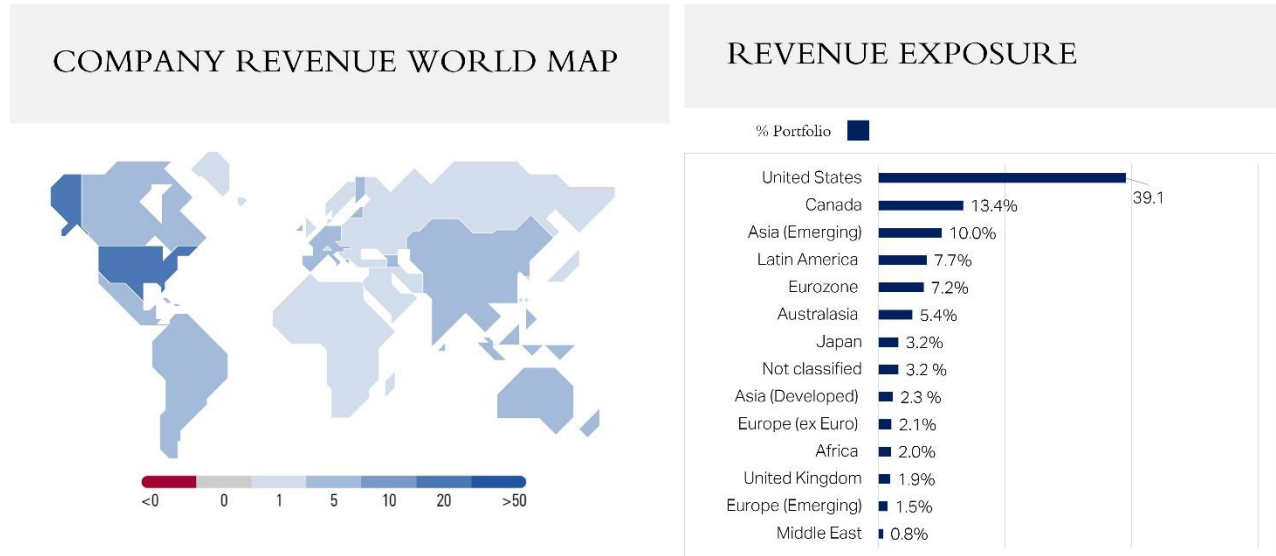 COMPANY REVENUE WORLD MAP
<0 0 1 5 10 20 >50
REVENUE EXPOSURE
% Portfolio
United States 39.1
Canada 13.4%
Asia (Emerging) 10.0%
Latin America 7.7%
Eurozone 7.2%
Australasia 5.4%
Japan 3.2%
Not classified 3.2 %
Asia (Developed) 2.3 %
Europe (ex Euro) 2.1%
Africa 2.0%
United Kingdom 1.9%
Europe (Emerging) 1.5%
Middle East 0.8%